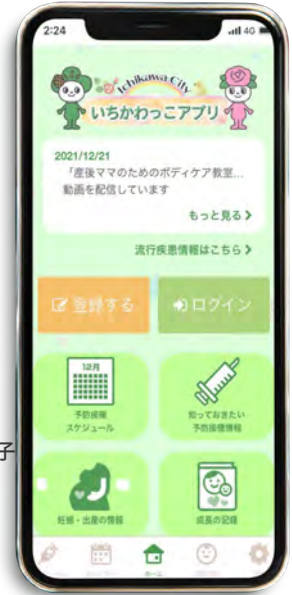 2:24
4G
Ichikawa City
いちかわっこアプリ
2021/12/21
「産後ママのためのボディケア教室...
動画を配信しています
もっと見る
流行疾患情報はこちら
登録する
ログイン
12月
予防接種
スケジュール
知っておきたい
予防接種情報
子
妊娠・出産の情報
成長の記録
ホーム